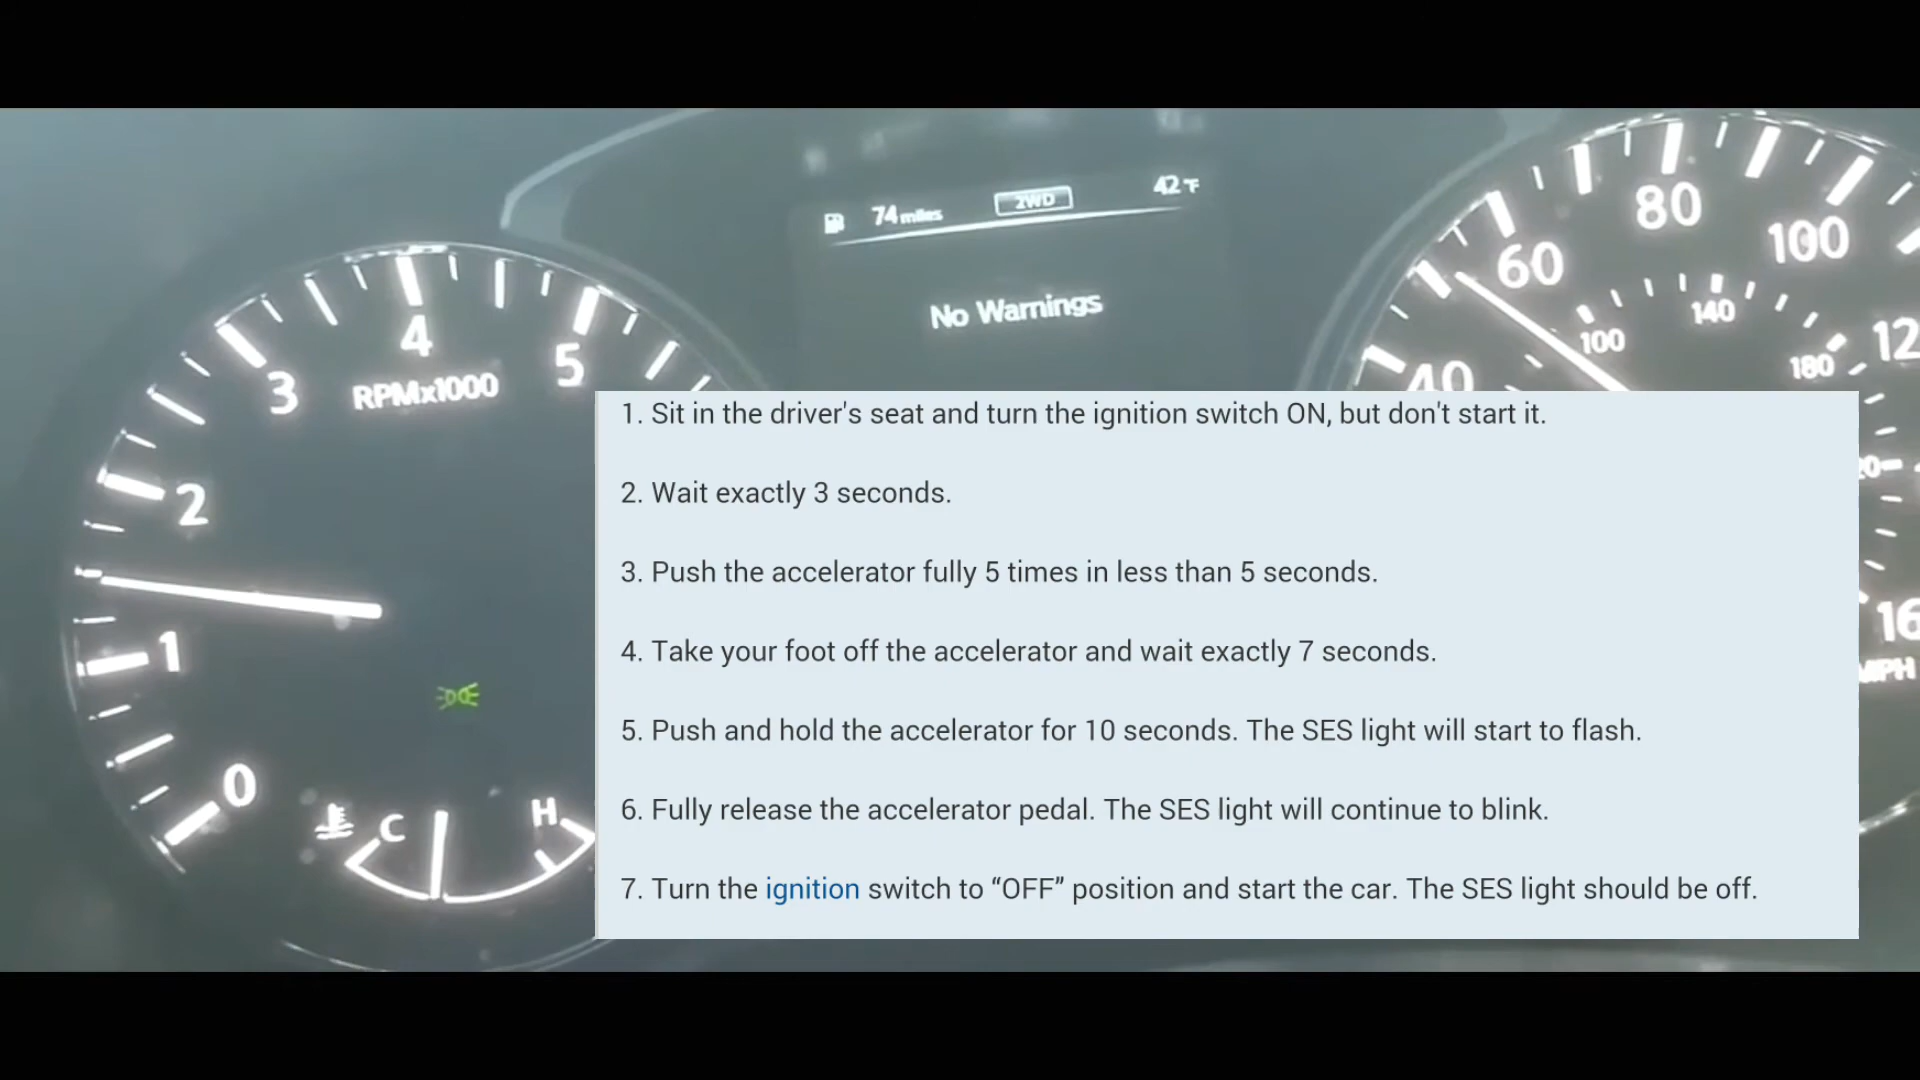 74 miles
2WD
42°F
No Warnings
0
1
2
3
4
5
RPMx1000
C
H
40
60
80
100
12
16
MPH
100
140
180
1. Sit in the driver's seat and turn the ignition switch ON, but don't start it.
2. Wait exactly 3 seconds.
3. Push the accelerator fully 5 times in less than 5 seconds.
4. Take your foot off the accelerator and wait exactly 7 seconds.
5. Push and hold the accelerator for 10 seconds. The SES light will start to flash.
6. Fully release the accelerator pedal. The SES light will continue to blink.
7. Turn the ignition switch to “OFF” position and start the car. The SES light should be off.